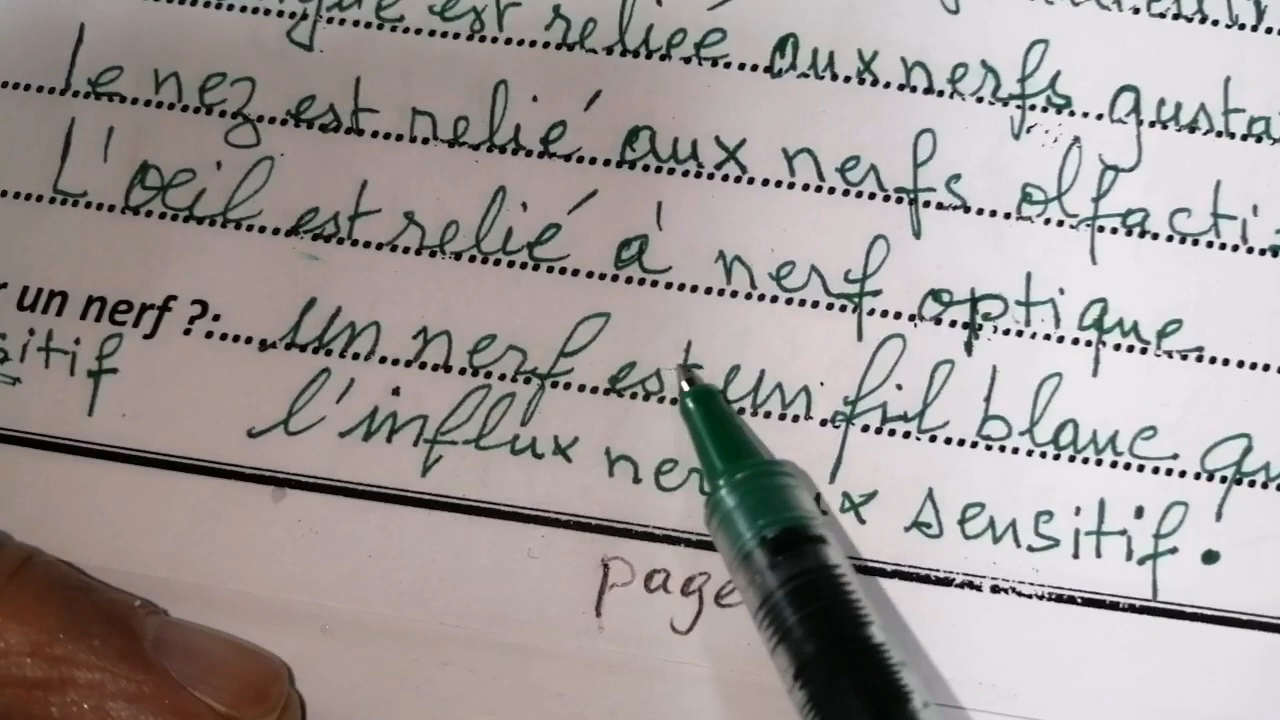 est reliée aux nerfs gusta
le nez est relié aux nerfs olfacti-
L'oeil est relié à nerf optique
un nerf ?: Un nerf est un fil blanc qu
sitif
l'influx ner ux sensitif.
page